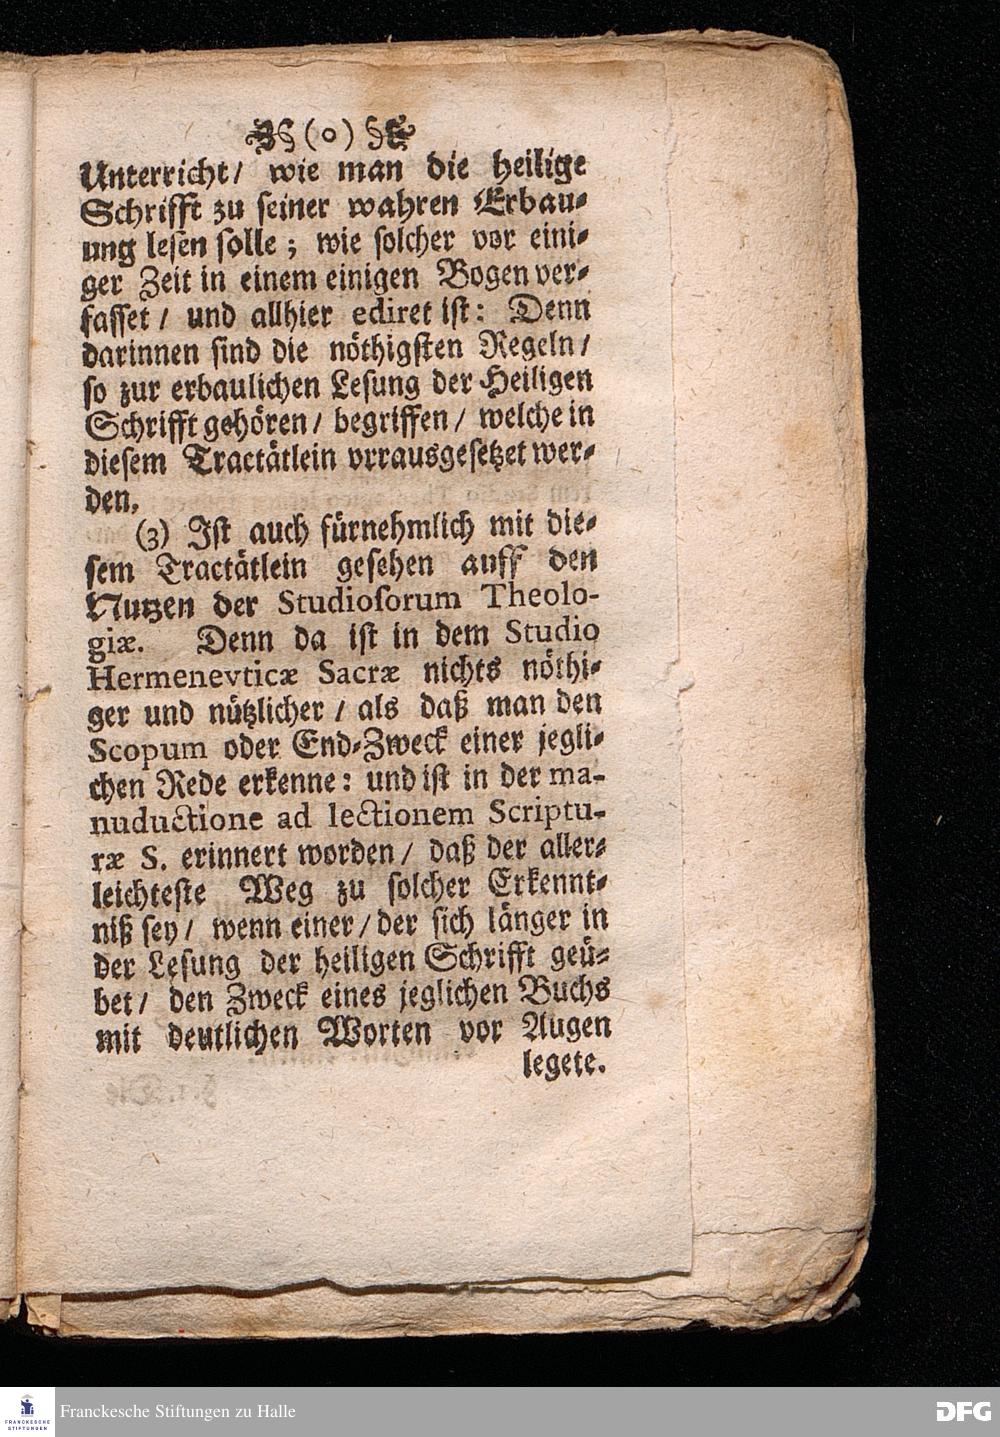 (o)
Unterricht/ wie man die heilige
Schrifft zu seiner wahren Erbau-
ung lesen solle; wie solcher vor eini-
ger Zeit in einem einigen Bogen ver-
fasset/ und allhier ediret ist: Denn
darinnen sind die nöthigsten Regeln/
so zur erbaulichen Lesung der Heiligen
Schrifft gehören/ begriffen/ welche in
diesem Tractätlein vrrausgesetzet wer-
den.
(3) Ist auch fürnehmlich mit die-
sem Tractätlein gesehen auff den
Nutzen der Studiosorum Theolo-
giæ. Denn da ist in dem Studio
Hermenevticæ Sacræ nichts nöthi-
ger und nützlicher/ als daß man den
Scopum oder End-Zweck einer jegli-
chen Rede erkenne: und ist in der ma-
nuductione ad lectionem Scriptu-
ræ S. erinnert worden/ daß der aller-
leichteste Weg zu solcher Erkennt-
niß sey/ wenn einer/ der sich länger in
der Lesung der heiligen Schrifft geü-
bet/ den Zweck eines jeglichen Buchs
mit deutlichen Worten vor Augen
legete.
FRANCKESCHE
STIFTUNGEN
Franckesche Stiftungen zu Halle
DFG